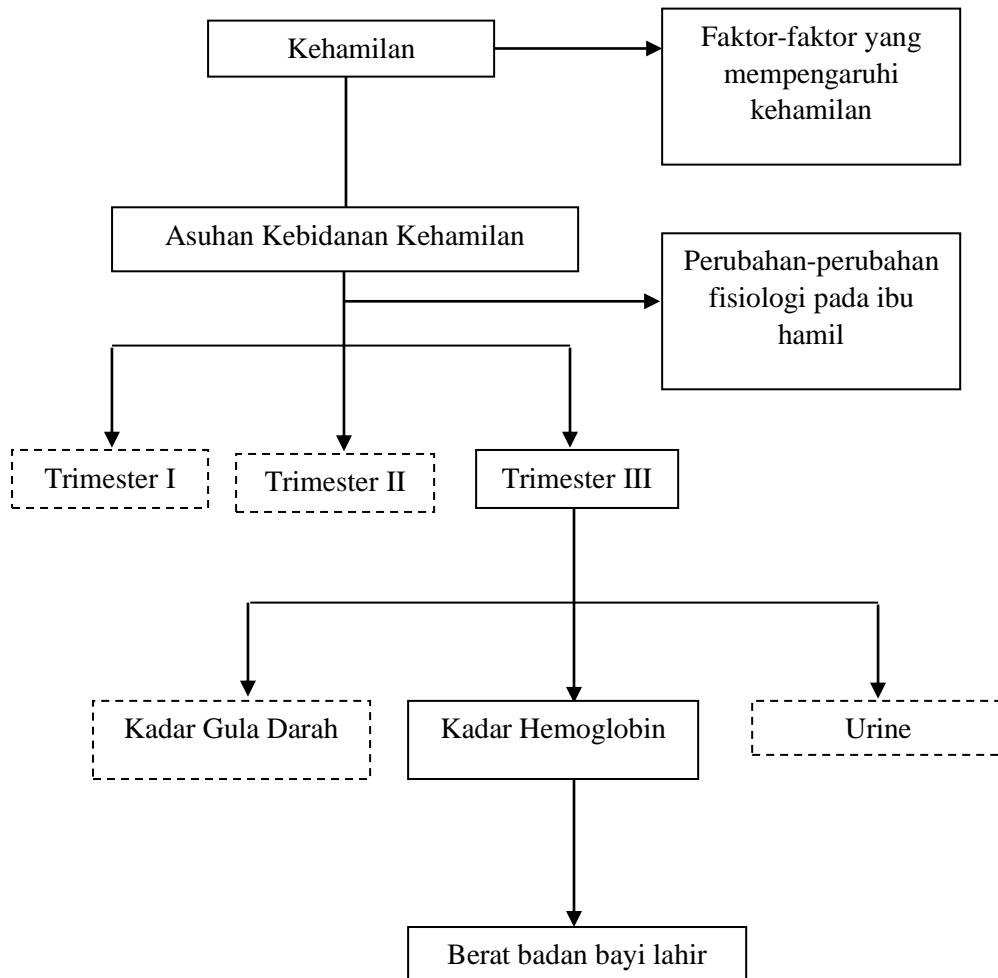 Kehamilan
Faktor-faktor yang
mempengaruhi
kehamilan
Asuhan Kebidanan Kehamilan
Perubahan-perubahan
fisiologi pada ibu
hamil
Trimester I
Trimester II
Trimester III
Kadar Gula Darah
Kadar Hemoglobin
Urine
Berat badan bayi lahir